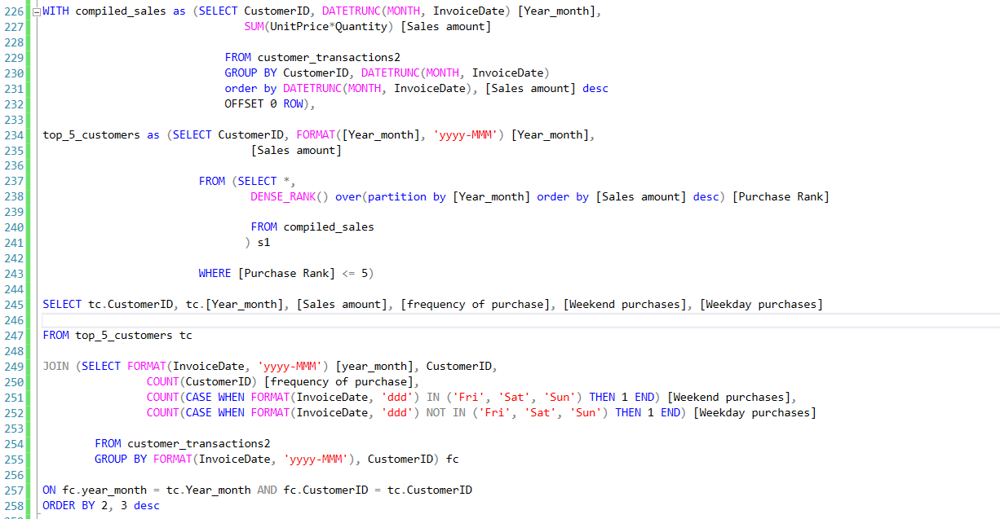 226 WITH compiled_sales as (SELECT CustomerID, DATETRUNC(MONTH, InvoiceDate) [Year_month],
227 SUM(UnitPrice*Quantity) [Sales amount]
228
229 FROM customer_transactions2
230 GROUP BY CustomerID, DATETRUNC(MONTH, InvoiceDate)
231 order by DATETRUNC(MONTH, InvoiceDate), [Sales amount] desc
232 OFFSET 0 ROW),
233
234 top_5_customers as (SELECT CustomerID, FORMAT([Year_month], 'yyyy-MMM') [Year_month],
235 [Sales amount]
236
237 FROM (SELECT *,
238 DENSE_RANK() over(partition by [Year_month] order by [Sales amount] desc) [Purchase Rank]
239
240 FROM compiled_sales
241 ) s1
242
243 WHERE [Purchase Rank] <= 5)
244
245 SELECT tc.CustomerID, tc.[Year_month], [Sales amount], [frequency of purchase], [Weekend purchases], [Weekday purchases]
246
247 FROM top_5_customers tc
248
249 JOIN (SELECT FORMAT(InvoiceDate, 'yyyy-MMM') [year_month], CustomerID,
250 COUNT(CustomerID) [frequency of purchase],
251 COUNT(CASE WHEN FORMAT(InvoiceDate, 'ddd') IN ('Fri', 'Sat', 'Sun') THEN 1 END) [Weekend purchases],
252 COUNT(CASE WHEN FORMAT(InvoiceDate, 'ddd') NOT IN ('Fri', 'Sat', 'Sun') THEN 1 END) [Weekday purchases]
253
254 FROM customer_transactions2
255 GROUP BY FORMAT(InvoiceDate, 'yyyy-MMM'), CustomerID) fc
256
257 ON fc.year_month = tc.Year_month AND fc.CustomerID = tc.CustomerID
258 ORDER BY 2, 3 desc